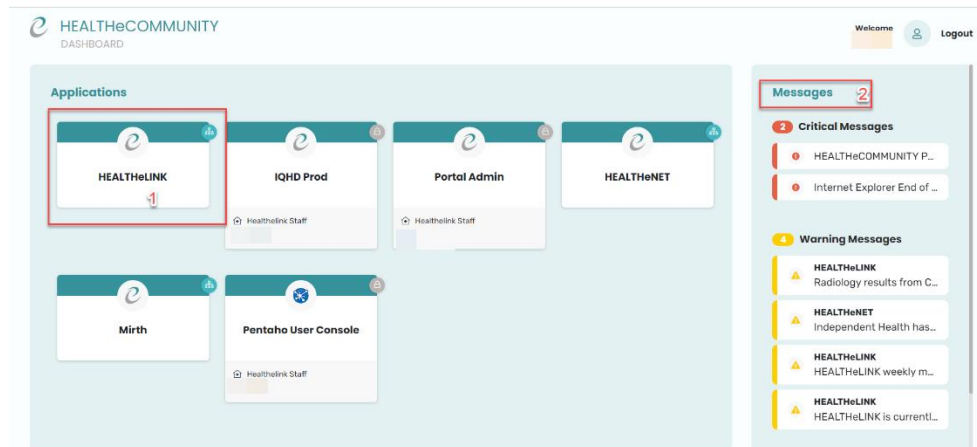 HEALTHeCOMMUNITY
DASHBOARD
Welcome
Logout
Applications
HEALTHeLINK
1
IQHD Prod
Healthelink Staff
Portal Admin
Healthelink Staff
HEALTHeNET
Mirth
Pentaho User Console
Healthelink Staff
Messages 2
2 Critical Messages
HEALTHeCOMMUNITY P...
Internet Explorer End of ...
4 Warning Messages
HEALTHeLINK
Radiology results from C...
HEALTHeNET
Independent Health has...
HEALTHeLINK
HEALTHeLINK weekly m...
HEALTHeLINK
HEALTHeLINK is currentl...